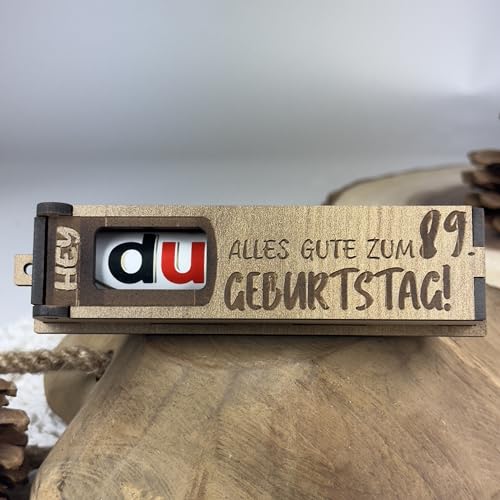 HEY
du
ALLES GUTE ZUM 89.
GEBURTSTAG!